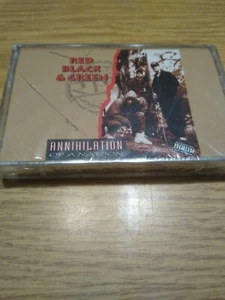 RED
BLACK
& GREEN
ANNIHILATION
OF A NATION